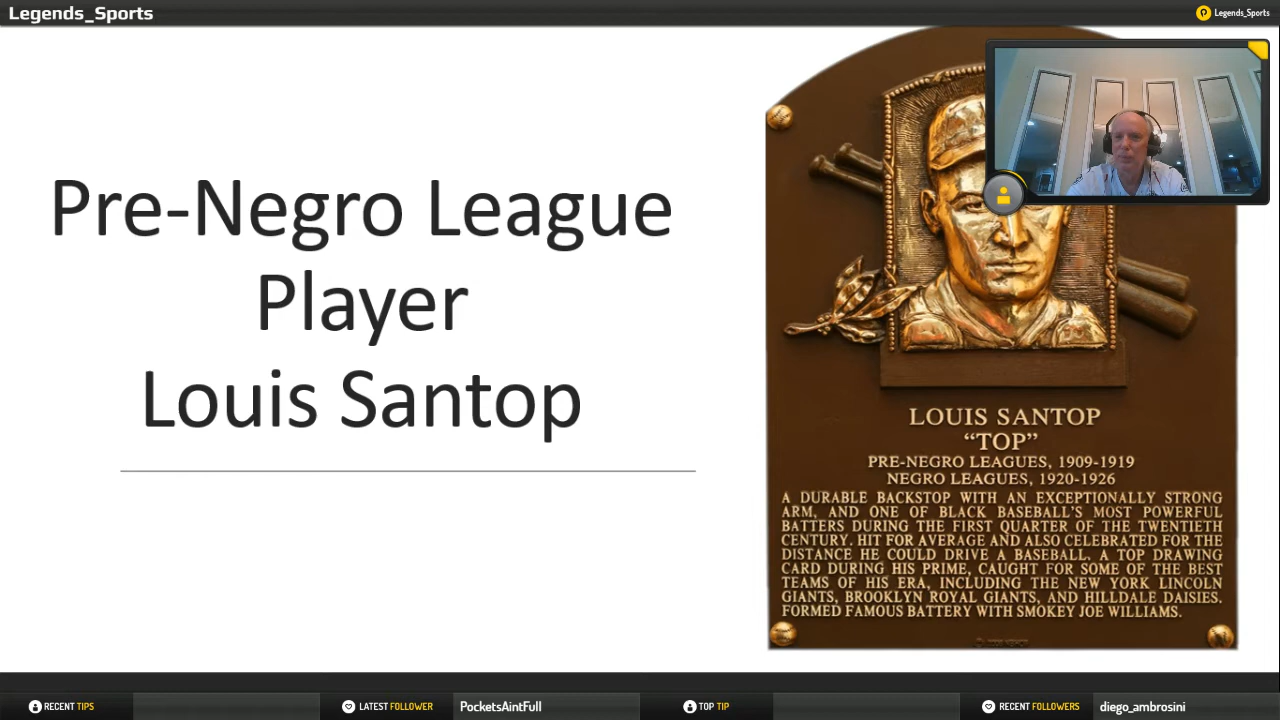 Legends_Sports
Legends_Sports
Pre-Negro League
Player
Louis Santop
LOUIS SANTOP
“TOP”
PRE-NEGRO LEAGUES, 1909-1919
NEGRO LEAGUES, 1920-1926
A DURABLE BACKSTOP WITH AN EXCEPTIONALLY STRONG
ARM, AND ONE OF BLACK BASEBALL'S MOST POWERFUL
BATTERS DURING THE FIRST QUARTER OF THE TWENTIETH
CENTURY. HIT FOR AVERAGE AND ALSO CELEBRATED FOR THE
DISTANCE HE COULD DRIVE A BASEBALL. A TOP DRAWING
CARD DURING HIS PRIME, CAUGHT FOR SOME OF THE BEST
TEAMS OF HIS ERA, INCLUDING THE NEW YORK LINCOLN
GIANTS, BROOKLYN ROYAL GIANTS, AND HILLDALE DAISIES.
FORMED FAMOUS BATTERY WITH SMOKEY JOE WILLIAMS.
RECENT TIPS
LATEST FOLLOWER
PocketsAintFull
TOP TIP
RECENT FOLLOWERS
diego_ambrosini